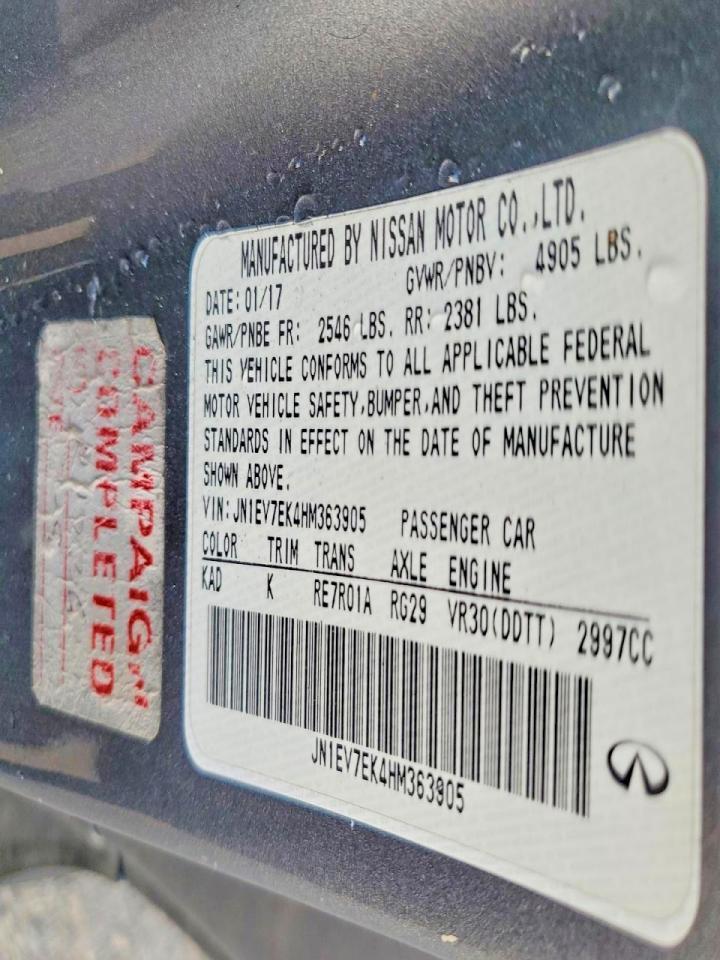 MANUFACTURED BY NISSAN MOTOR CO.,LTD.
DATE: 01/17 GVWR/PNBV: 4905 LBS.
GAWR/PNBE FR: 2546 LBS. RR: 2381 LBS.
THIS VEHICLE CONFORMS TO ALL APPLICABLE FEDERAL
MOTOR VEHICLE SAFETY,BUMPER,AND THEFT PREVENTION
STANDARDS IN EFFECT ON THE DATE OF MANUFACTURE
SHOWN ABOVE.
VIN:JN1EV7EK4HM363905 PASSENGER CAR
COLOR TRIM TRANS AXLE ENGINE
KAD K RE7R01A RG29 VR30(DDTT) 2997CC
JN1EV7EK4HM363905
CAMPAIGN
COMPLETED